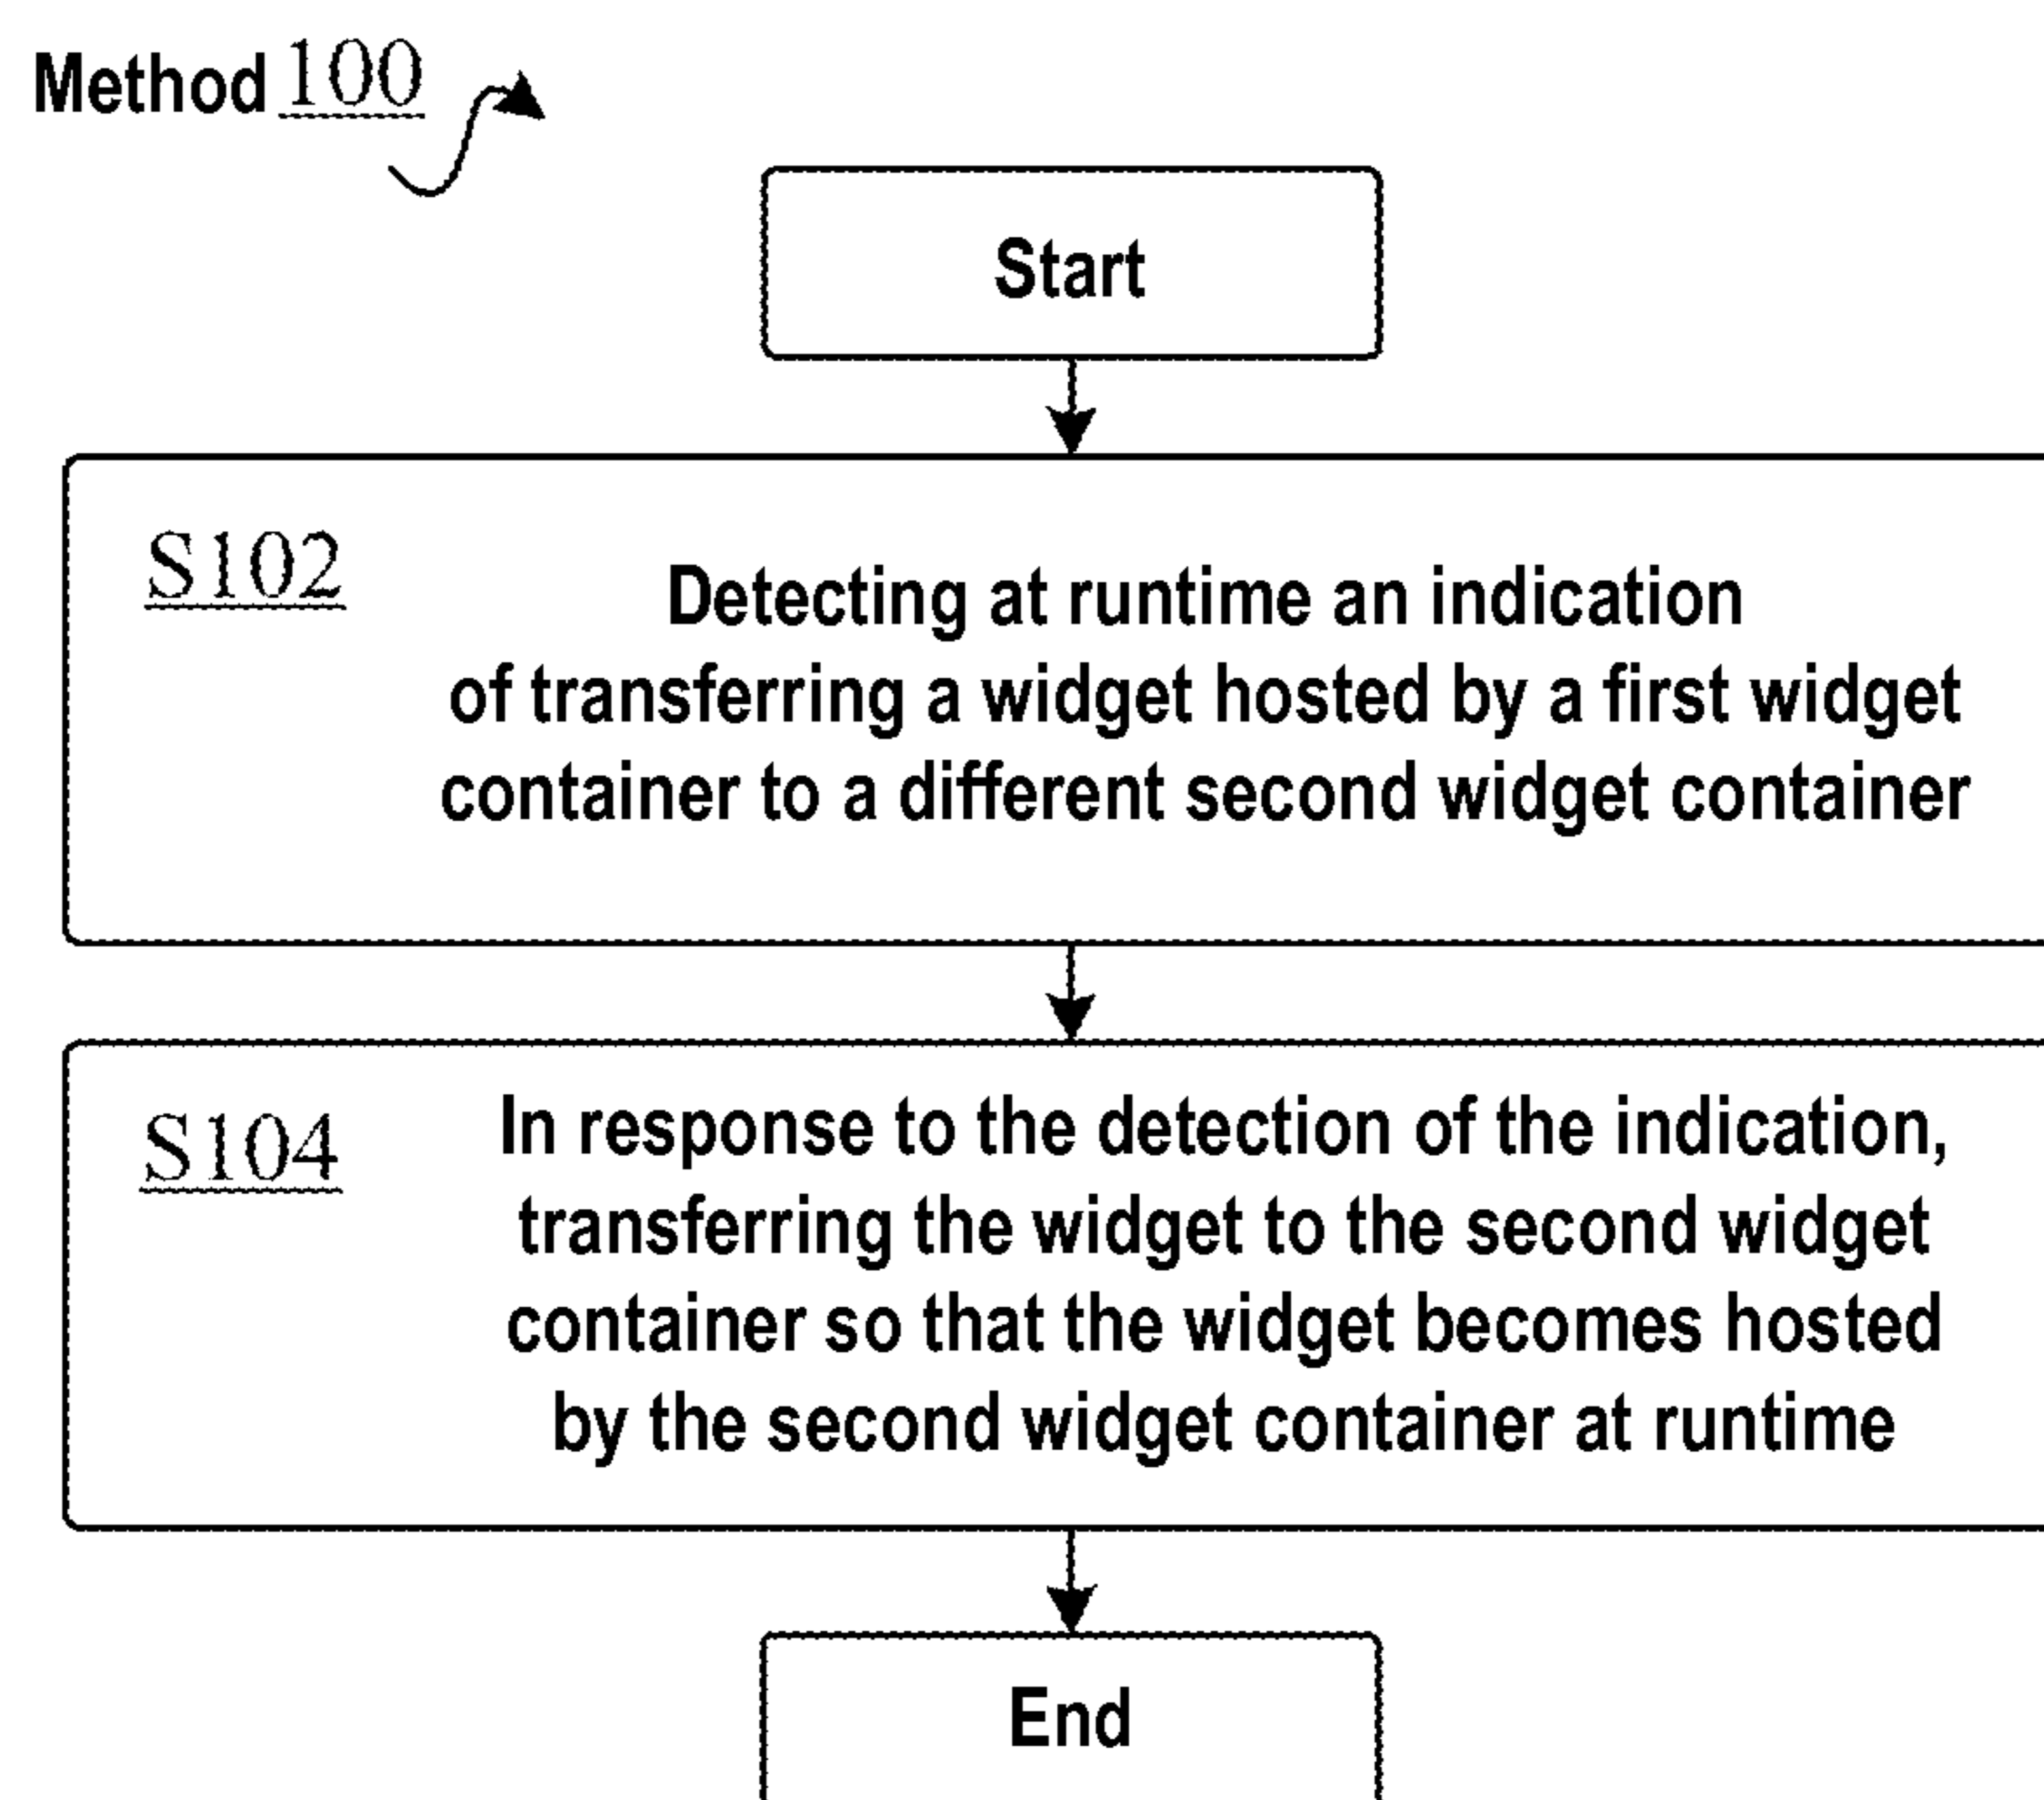 Method 100
Start
S102
Detecting at runtime an indication
of transferring a widget hosted by a first widget
container to a different second widget container
S104
In response to the detection of the indication,
transferring the widget to the second widget
container so that the widget becomes hosted
by the second widget container at runtime
End